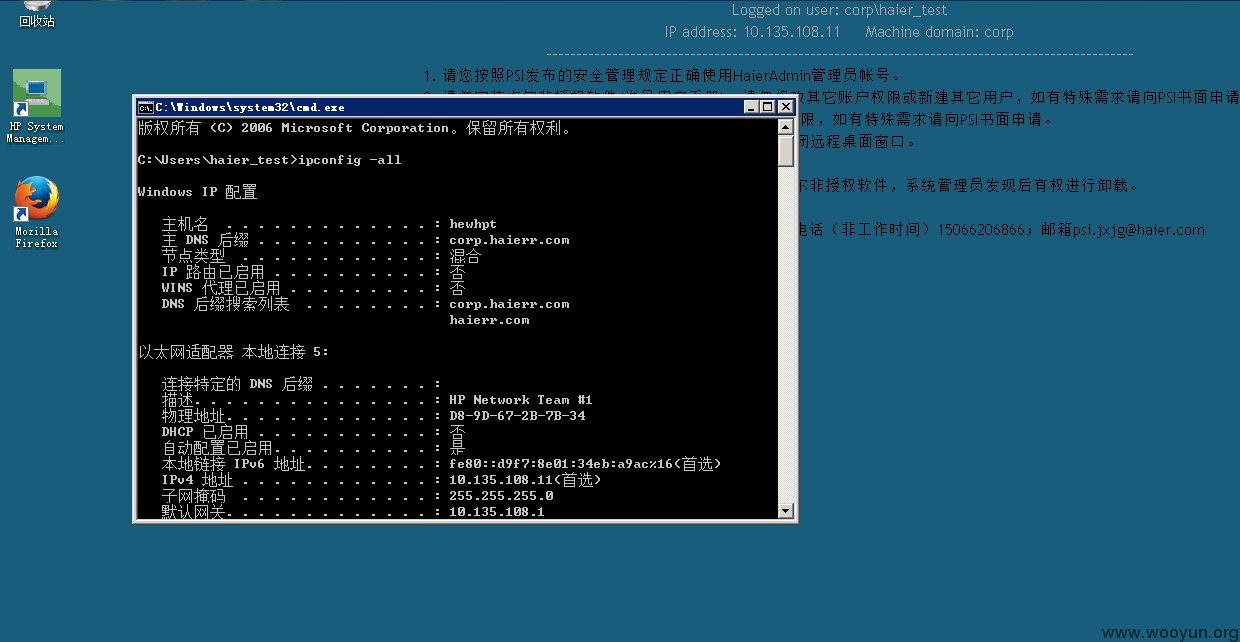 回收站
Logged on user: corp\haier_test
IP address: 10.135.108.11 Machine domain: corp
1. 请您按照PSI发布的安全管理规定正确使用HaierAdmin管理员帐号。
其它账户权限或新建其它用户，如有特殊需求请向PSI书面申请
限，如有特殊需求请向PSI书面申请。
闭远程桌面窗口。
尔非授权软件，系统管理员发现后有权进行卸载。
电话（非工作时间）15066206866；邮箱psi.jxjg@haier.com
HP System
Managem...
Mozilla
Firefox
C:\Windows\system32\cmd.exe
版权所有 (C) 2006 Microsoft Corporation。保留所有权利。
C:\Users\haier_test>ipconfig -all
Windows IP 配置
主机名 . . . . . . . . . . . . . : hewhpt
主 DNS 后缀 . . . . . . . . . . . : corp.haierr.com
节点类型 . . . . . . . . . . . . : 混合
IP 路由已启用 . . . . . . . . . . : 否
WINS 代理已启用 . . . . . . . . . : 否
DNS 后缀搜索列表 . . . . . . . . : corp.haierr.com
haierr.com
以太网适配器 本地连接 5:
连接特定的 DNS 后缀 . . . . . . . :
描述. . . . . . . . . . . . . . . : HP Network Team #1
物理地址. . . . . . . . . . . . . : D8-9D-67-2B-7B-34
DHCP 已启用 . . . . . . . . . . . : 否
自动配置已启用. . . . . . . . . . : 是
本地链接 IPv6 地址. . . . . . . . : fe80::d9f7:8e01:34eb:a9ac%16(首选)
IPv4 地址 . . . . . . . . . . . . : 10.135.108.11(首选)
子网掩码 . . . . . . . . . . . . : 255.255.255.0
默认网关. . . . . . . . . . . . . : 10.135.108.1
www.wooyun.org